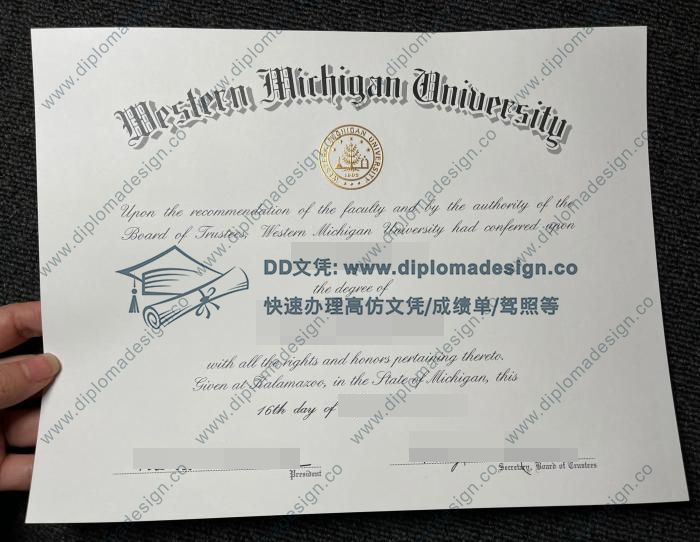 Western Michigan University
WESTERN MICHIGAN UNIVERSITY
1903
Upon the recommendation of the faculty and by the authority of the
Board of Trustees, Western Michigan University had conferred upon
DD文凭: www.diplomadesign.co
the degree of
快速办理高仿文凭/成绩单/驾照等
with all the rights and honors pertaining thereto.
Given at Kalamazoo, in the State of Michigan, this
16th day of
President
Secretary, Board of Trustees
www.diplomadesign.co